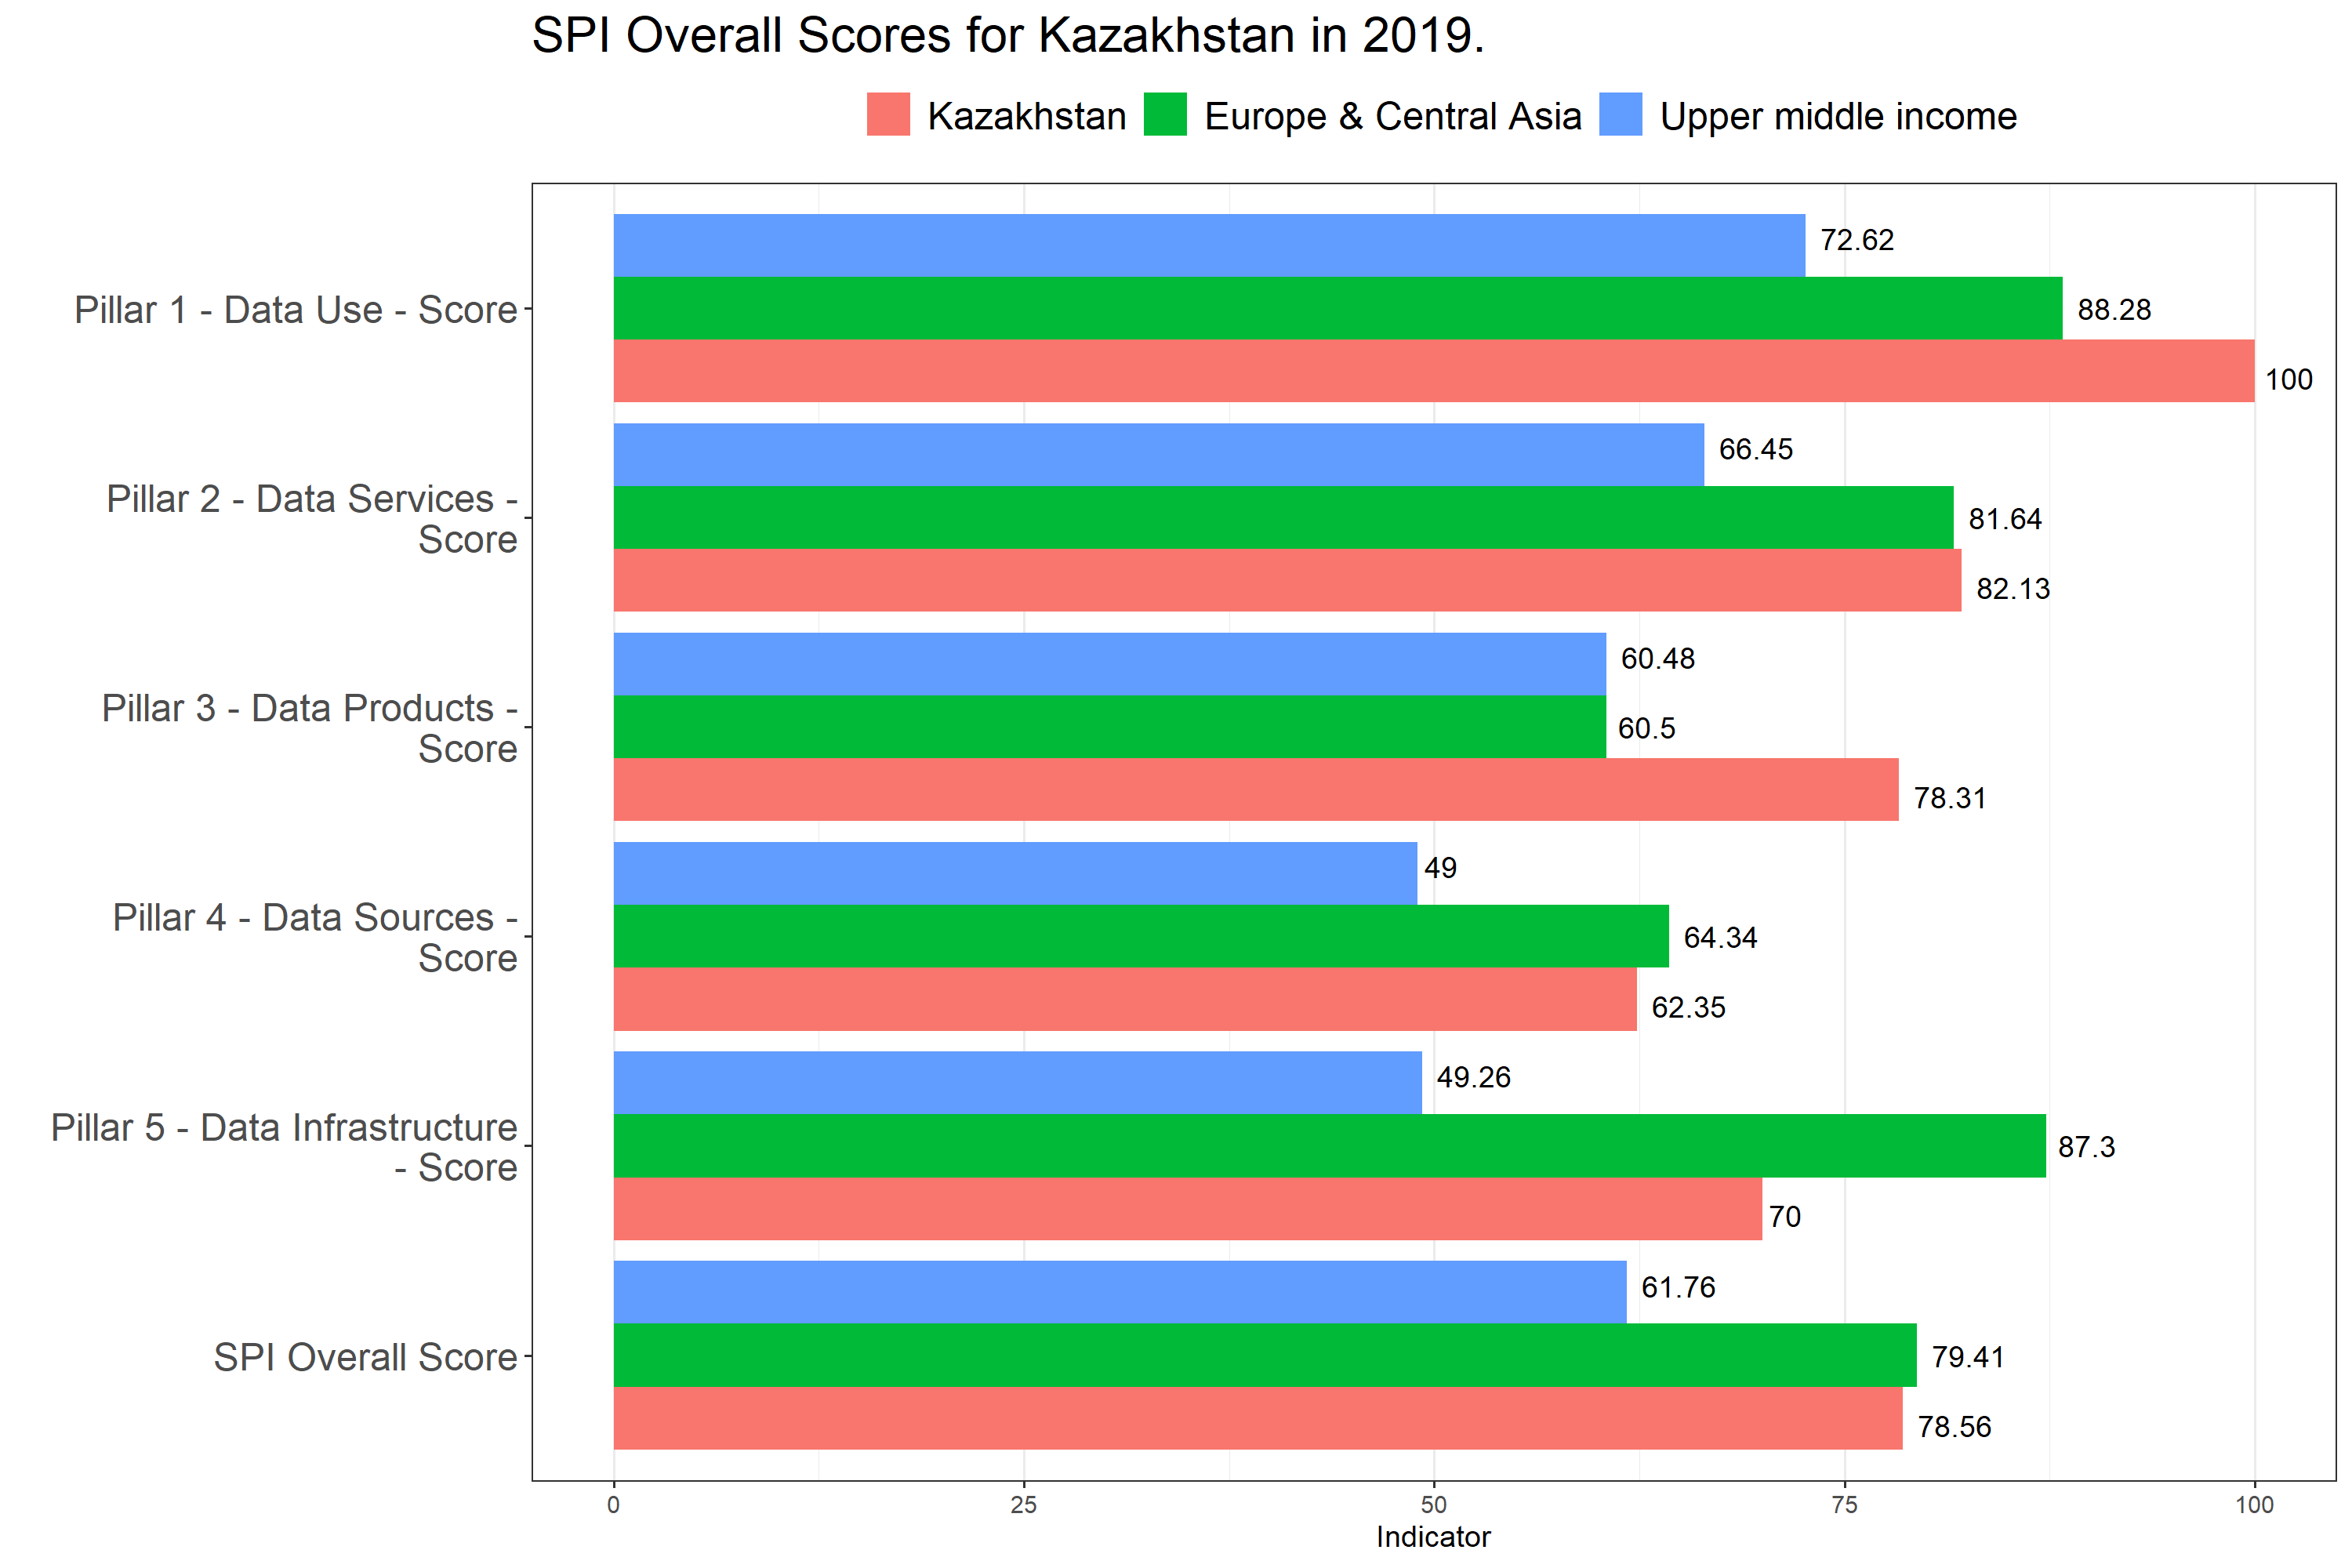 SPI Overall Scores for Kazakhstan in 2019.
Kazakhstan Europe & Central Asia Upper middle income
Pillar 1 - Data Use - Score
72.62
88.28
100
Pillar 2 - Data Services -
Score
66.45
81.64
82.13
Pillar 3 - Data Products -
Score
60.48
60.5
78.31
Pillar 4 - Data Sources -
Score
49
64.34
62.35
Pillar 5 - Data Infrastructure
- Score
49.26
87.3
70
SPI Overall Score
61.76
79.41
78.56
0 25 50 75 100
Indicator